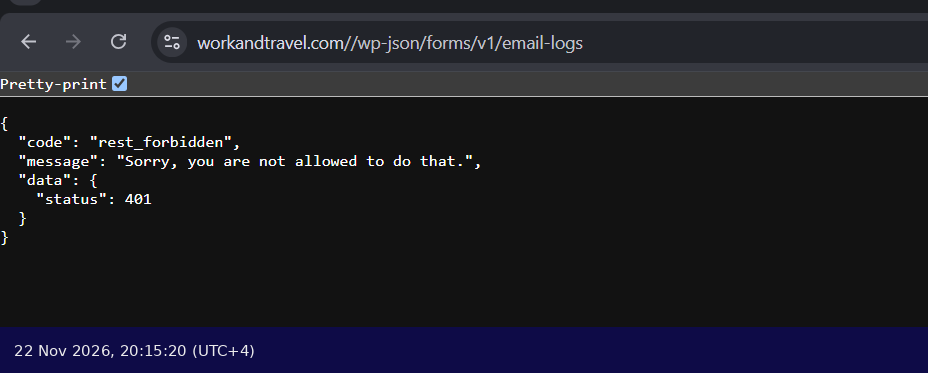 workandtravel.com//wp-json/forms/v1/email-logs
Pretty-print
{
  "code": "rest_forbidden",
  "message": "Sorry, you are not allowed to do that.",
  "data": {
    "status": 401
  }
}
22 Nov 2026, 20:15:20 (UTC+4)